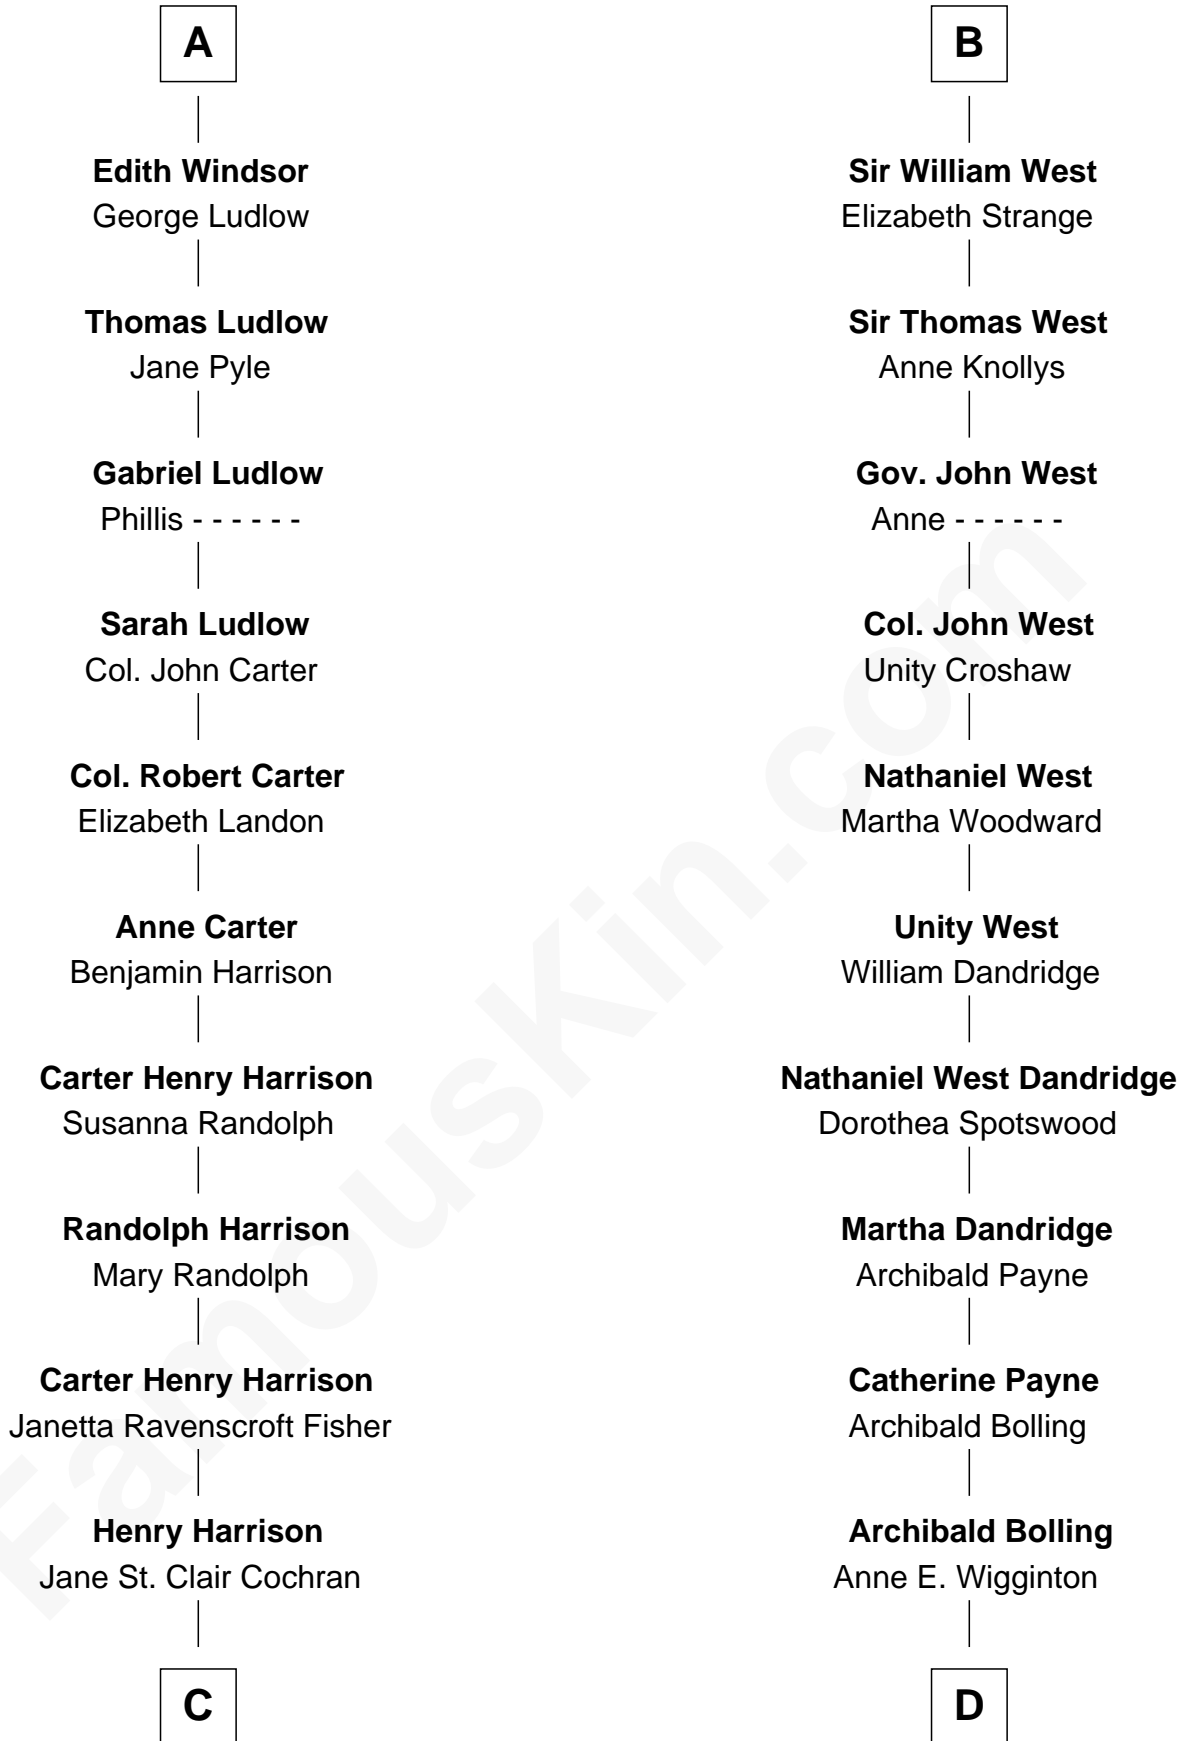 A
Edith Windsor
George Ludlow
Thomas Ludlow
Jane Pyle
Gabriel Ludlow
Phillis - - - - - -
Sarah Ludlow
Col. John Carter
Col. Robert Carter
Elizabeth Landon
Anne Carter
Benjamin Harrison
Carter Henry Harrison
Susanna Randolph
Randolph Harrison
Mary Randolph
Carter Henry Harrison
Janetta Ravenscroft Fisher
Henry Harrison
Jane St. Clair Cochran
C
B
Sir William West
Elizabeth Strange
Sir Thomas West
Anne Knollys
Gov. John West
Anne - - - - - -
Col. John West
Unity Croshaw
Nathaniel West
Martha Woodward
Unity West
William Dandridge
Nathaniel West Dandridge
Dorothea Spotswood
Martha Dandridge
Archibald Payne
Catherine Payne
Archibald Bolling
Archibald Bolling
Anne E. Wigginton
D
FamousKin.com